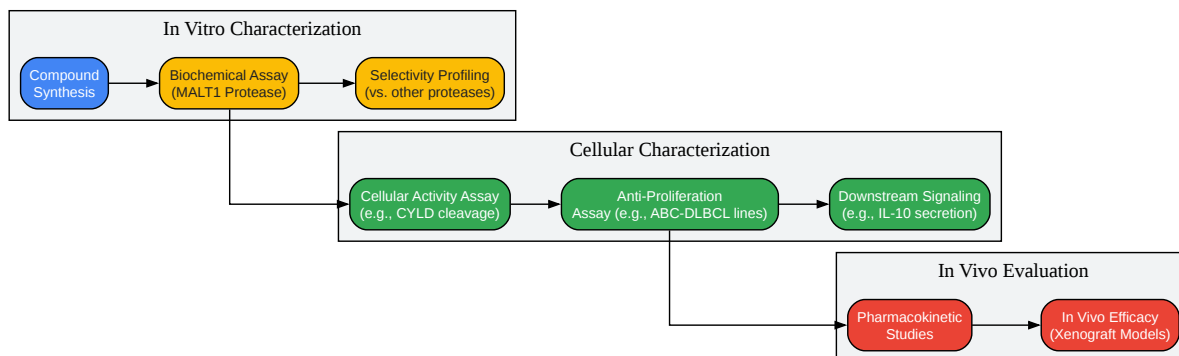 In Vitro Characterization
Compound
Synthesis
Biochemical Assay
(MALT1 Protease)
Selectivity Profiling
(vs. other proteases)
Cellular Characterization
Cellular Activity Assay
(e.g., CYLD cleavage)
Anti-Proliferation
Assay (e.g., ABC-DLBCL lines)
Downstream Signaling
(e.g., IL-10 secretion)
In Vivo Evaluation
Pharmacokinetic
Studies
In Vivo Efficacy
(Xenograft Models)